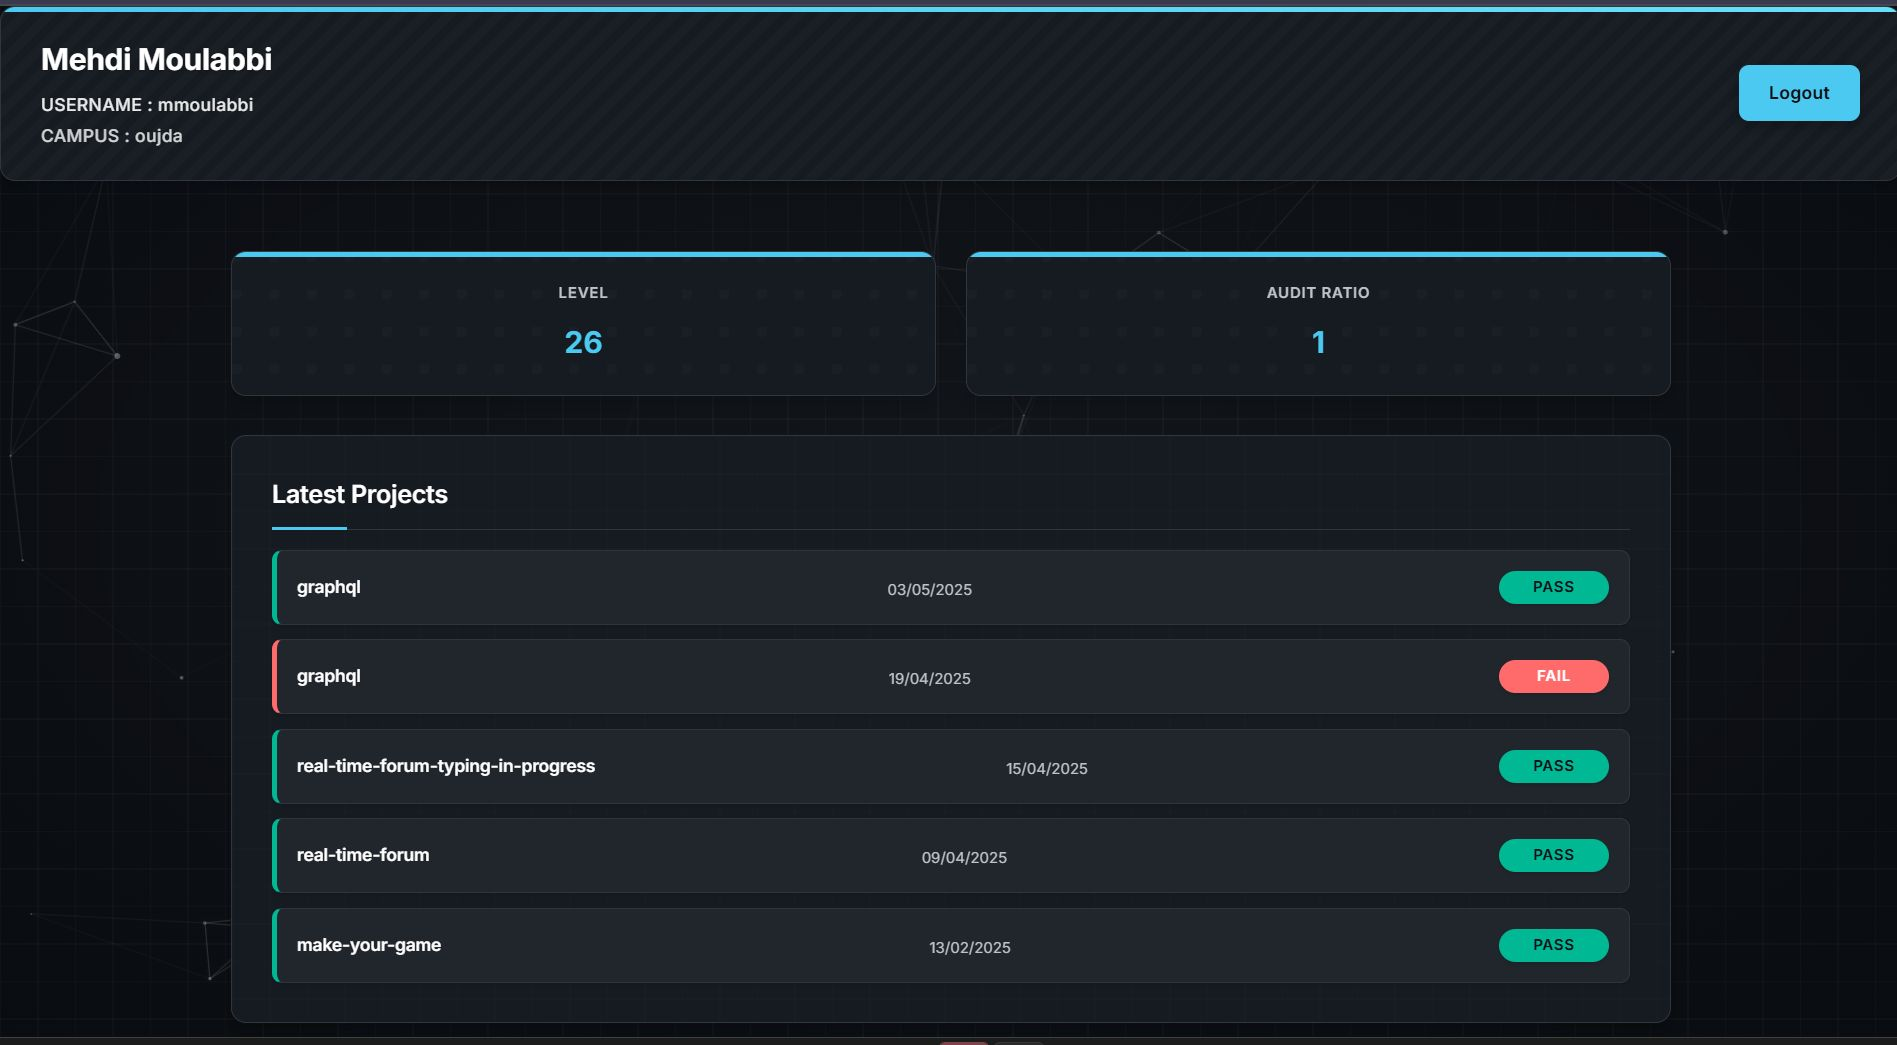 Mehdi Moulabbi
USERNAME : mmoulabbi
CAMPUS : oujda
Logout
LEVEL
26
AUDIT RATIO
1
Latest Projects
graphql 03/05/2025 PASS
graphql 19/04/2025 FAIL
real-time-forum-typing-in-progress 15/04/2025 PASS
real-time-forum 09/04/2025 PASS
make-your-game 13/02/2025 PASS